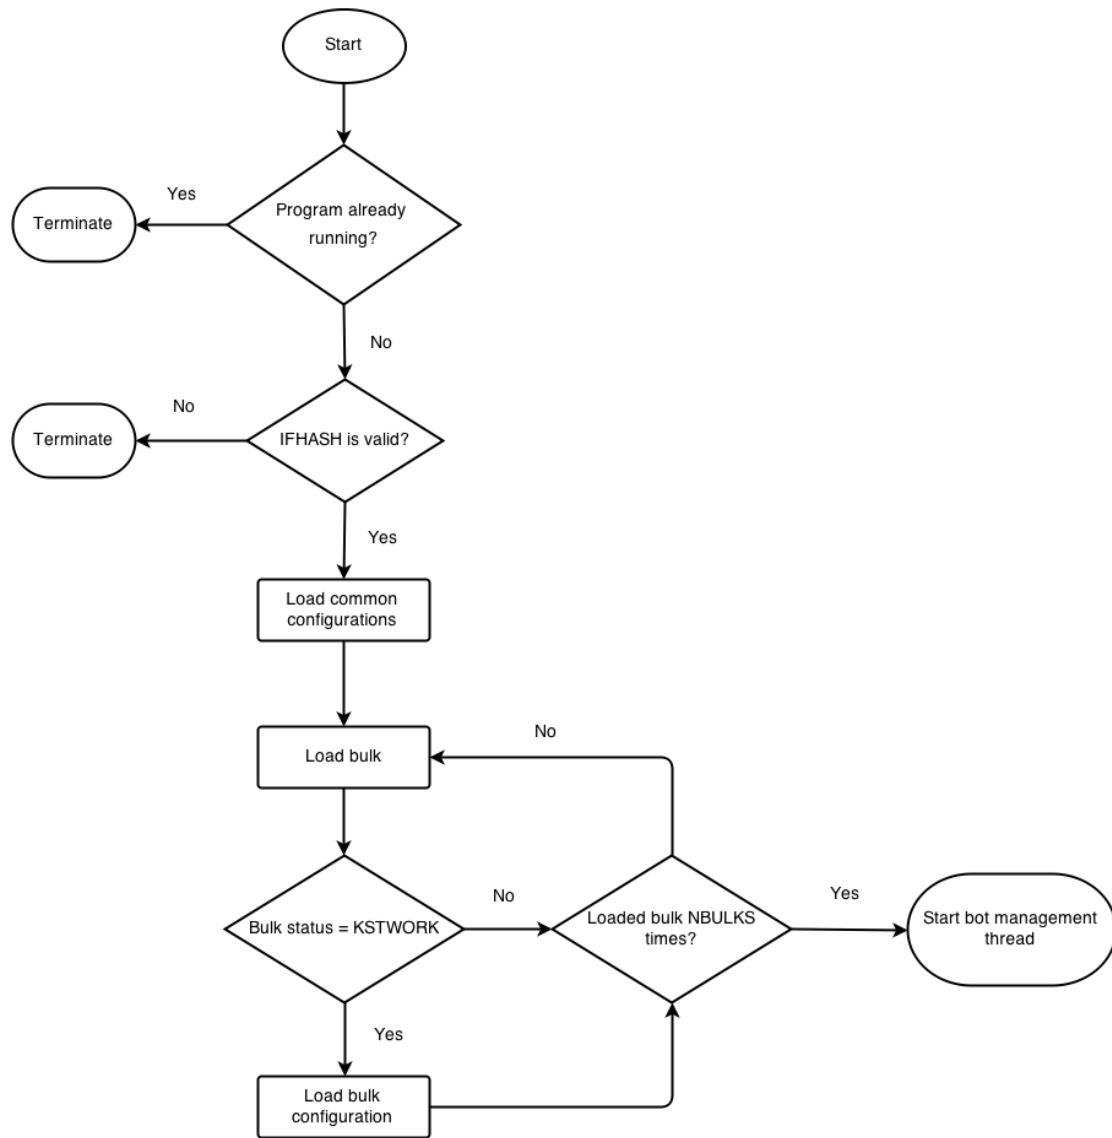 Start
Program already
running?
Yes
Terminate
No
IFHASH is valid?
No
Terminate
Yes
Load common
configurations
Load bulk
No
Bulk status = KSTWORK
No
Loaded bulk NBULKS
times?
Yes
Start bot management
thread
Yes
Load bulk
configuration